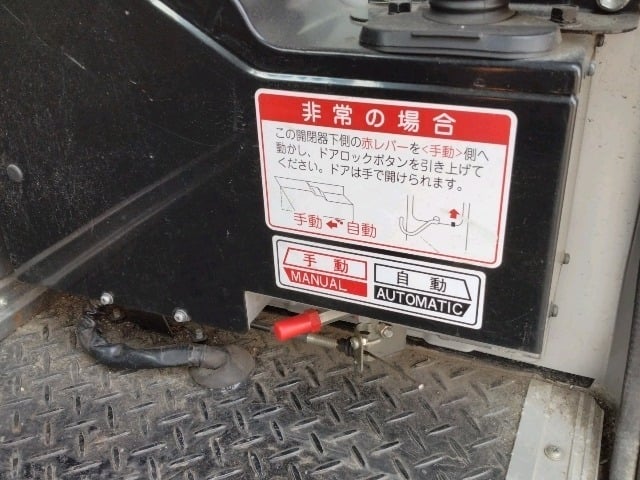 非常の場合
この開閉器下側の赤レバーを<手動>側へ
動かし、ドアロックボタンを引き上げて
ください。ドアは手で開けられます。
手動 自動
手動 自動
MANUAL AUTOMATIC